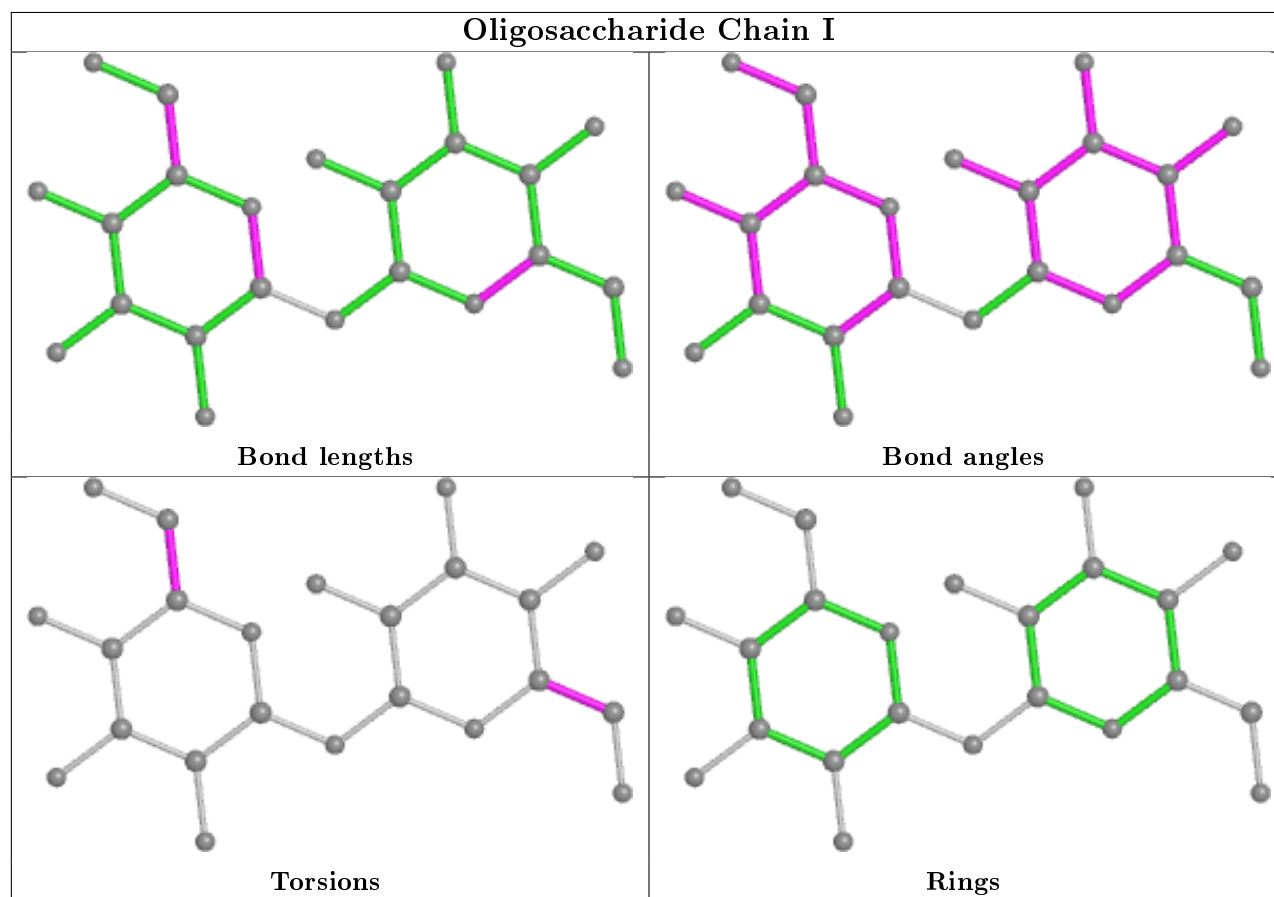 Oligosaccharide Chain I
Bond lengths
Bond angles
Torsions
Rings